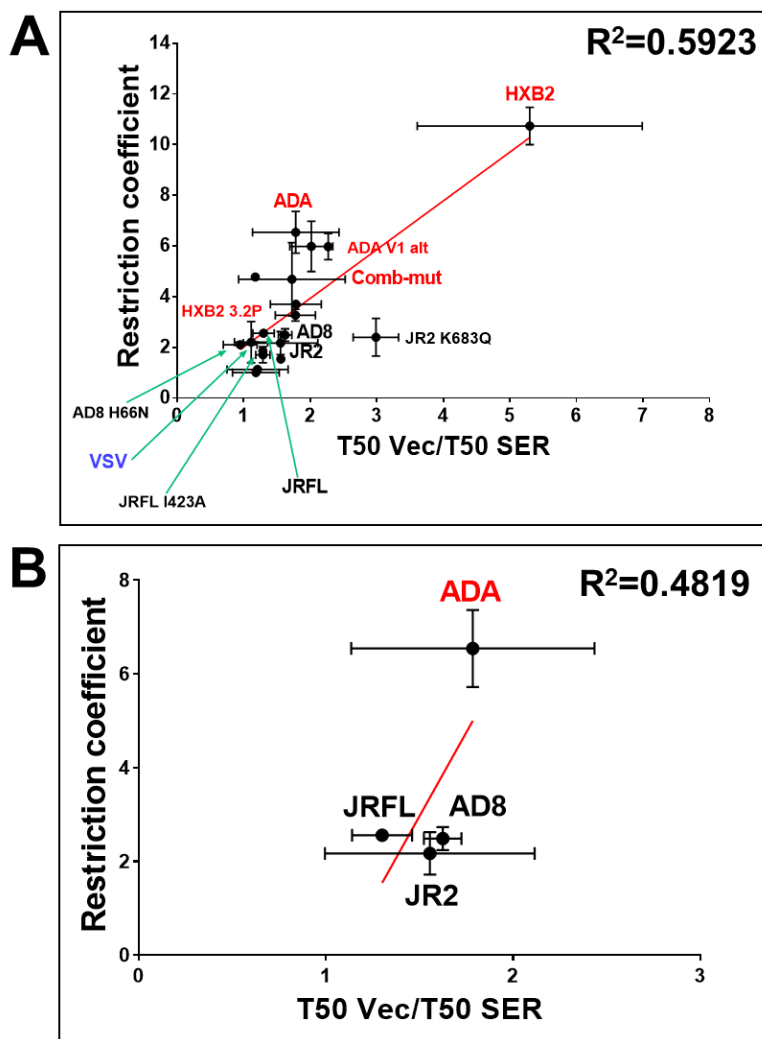 A
R²=0.5923
Restriction coefficient
14
12
10
8
6
4
2
0
HXB2
ADA
ADA V1 alt
Comb-mut
HXB2 3.2P
AD8
JR2
JR2 K683Q
0 1 2 3 4 5 6 7 8
AD8 H66N
T50 Vec/T50 SER
VSV
JRFL I423A
JRFL
B
R²=0.4819
Restriction coefficient
8
6
4
2
0
ADA
JRFL
AD8
JR2
0 1 2 3
T50 Vec/T50 SER